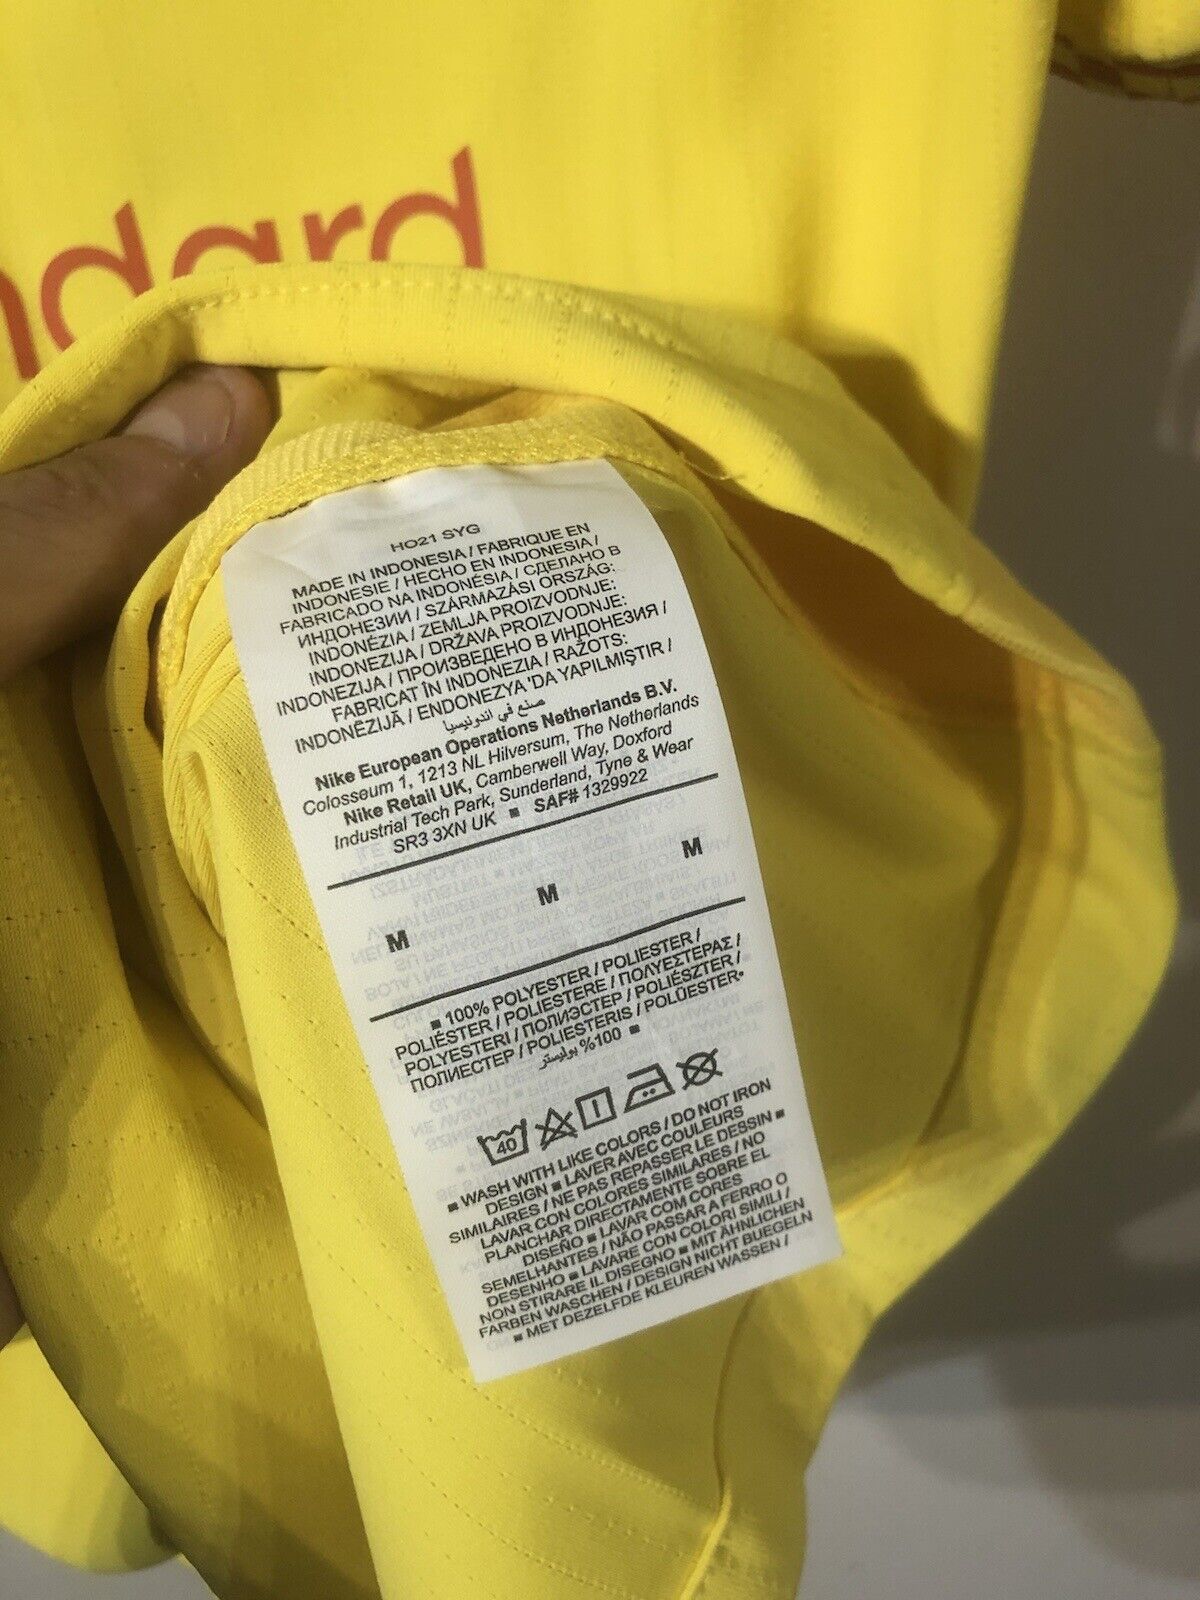 ndard
HO21 SYG
MADE IN INDONESIA / FABRIQUE EN
INDONESIE / HECHO EN INDONESIA /
FABRICADO NA INDONÉSIA / СДЕЛАНО В
ИНДОНЕЗИИ / SZÁRMAZÁSI ORSZÁG:
INDONÉZIA / ZEMLJA PROIZVODNJE:
INDONEZIJA / DRŽAVA PROIZVODNJE:
INDONEZIJA / ПРОИЗВЕДЕНО В ИНДОНЕЗИЯ /
FABRICAT ÎN INDONEZIA / RAŽOTS:
INDONĒZIJĀ / ENDONEZYA 'DA YAPILMIŞTIR /
صنع في اندونيسيا
Nike European Operations Netherlands B.V.
Colosseum 1, 1213 NL Hilversum, The Netherlands
Nike Retail UK, Camberwell Way, Doxford
Industrial Tech Park, Sunderland, Tyne & Wear
SR3 3XN UK ■ SAF# 1329922
M M M
■ 100% POLYESTER / POLIESTER /
POLIÉSTER / POLIESTERE / ΠΟΛΥΕΣΤΕΡΑΣ /
POLYESTERI / ПОЛИЭСТЕР / POLIÉSZTER /
ПОЛИЕСТЕР / POLIESTERIS / POLÜESTER
100% بوليستر ■
40
■ WASH WITH LIKE COLORS / DO NOT IRON
DESIGN ■ LAVER AVEC COULEURS
SIMILAIRES / NE PAS REPASSER LE DESSIN ■
LAVAR CON COLORES SIMILARES / NO
PLANCHAR DIRECTAMENTE SOBRE EL
DISEÑO ■ LAVAR COM CORES
SEMELHANTES / NÃO PASSAR A FERRO O
DESENHO ■ LAVARE CON COLORI SIMILI /
NON STIRARE IL DISEGNO ■ MIT ÄHNLICHEN
FARBEN WASCHEN / DESIGN NICHT BUEGELN
■ MET DEZELFDE KLEUREN WASSEN /